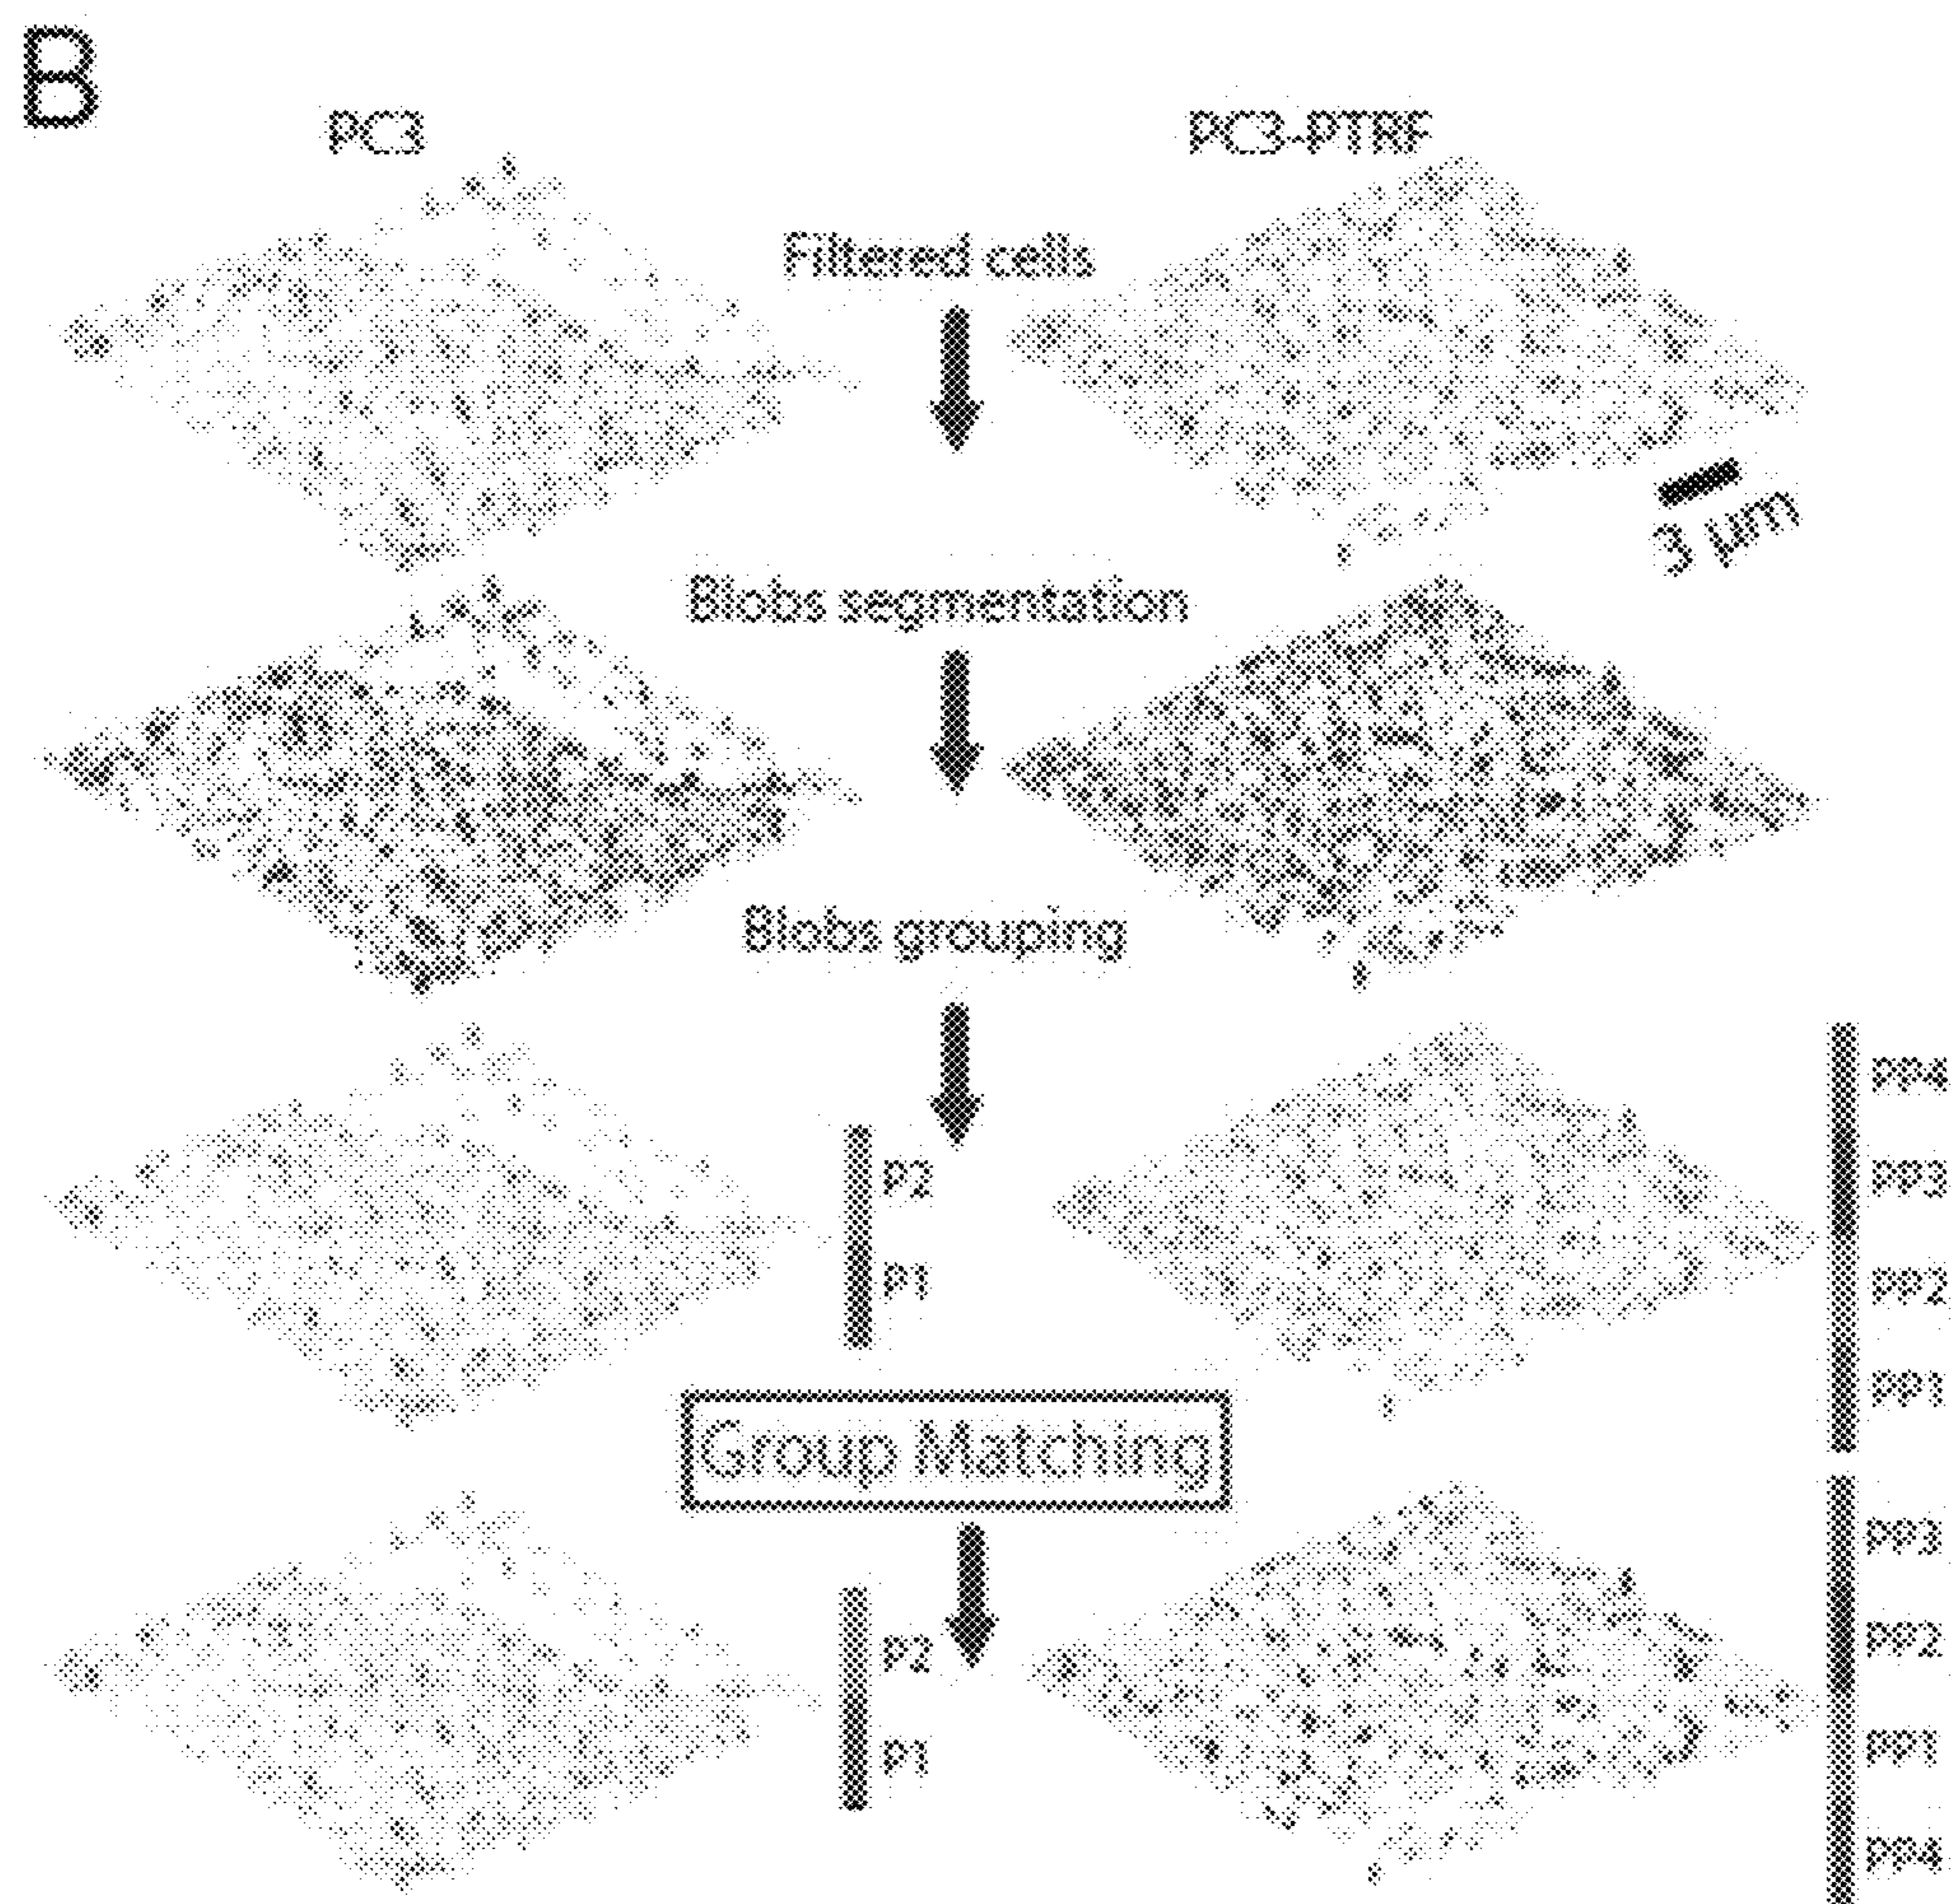 B
PC3
PC3-PTRF
Filtered cells
3 μm
Blobs segmentation
Blobs grouping
P2
P1
PP4
PP3
PP2
PP1
Group Matching
P2
P1
PP3
PP2
PP1
PP4